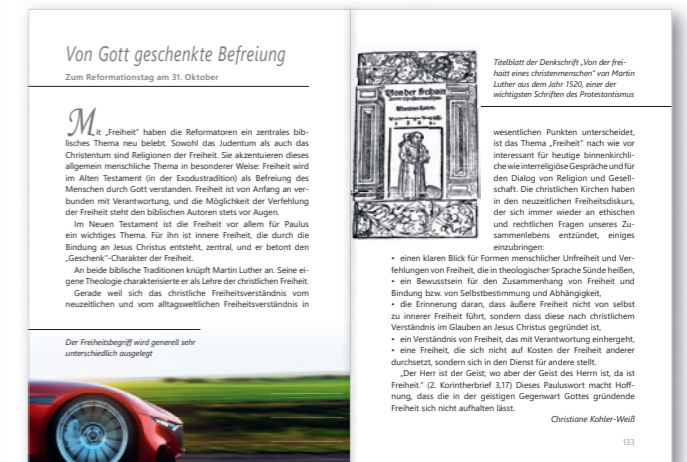 Von Gott geschenkte Befreiung
Zum Reformationstag am 31. Oktober
Mit „Freiheit“ haben die Reformatoren ein zentrales bib-
lisches Thema neu belebt. Sowohl das Judentum als auch das
Christentum sind Religionen der Freiheit. Sie akzentuieren dieses
allgemein menschliche Thema in besonderer Weise: Freiheit wird
im Alten Testament (in der Exodustradition) als Befreiung des
Menschen durch Gott verstanden. Freiheit ist von Anfang an ver-
bunden mit Verantwortung, und die Möglichkeit der Verfehlung
der Freiheit steht den biblischen Autoren stets vor Augen.
Im Neuen Testament ist die Freiheit vor allem für Paulus
ein wichtiges Thema. Für ihn ist innere Freiheit, die durch die
Bindung an Jesus Christus entsteht, zentral, und er betont den
„Geschenk“-Charakter der Freiheit.
An beide biblische Traditionen knüpft Martin Luther an. Seine ei-
gene Theologie charakterisierte er als Lehre der christlichen Freiheit.
Gerade weil sich das christliche Freiheitsverständnis vom
neuzeitlichen und vom alltagsweltlichen Freiheitsverständnis in
Der Freiheitsbegriff wird generell sehr
unterschiedlich ausgelegt
Titelblatt der Denkschrift „Von der frei-
haitt eines christenmenschen“ von Martin
Luther aus dem Jahr 1520, einer der
wichtigsten Schriften des Protestantismus
wesentlichen Punkten unterscheidet,
ist das Thema „Freiheit“ nach wie vor
interessant für heutige binnenkirchli-
che wie interreligiöse Gespräche und für
den Dialog von Religion und Gesell-
schaft. Die christlichen Kirchen haben
in den neuzeitlichen Freiheitsdiskurs,
der sich immer wieder an ethischen
und rechtlichen Fragen unseres Zu-
sammenlebens entzündet, einiges
einzubringen:
• einen klaren Blick für Formen menschlicher Unfreiheit und Ver-
fehlungen von Freiheit, die in theologischer Sprache Sünde heißen,
• ein Bewusstsein für den Zusammenhang von Freiheit und
Bindung bzw. von Selbstbestimmung und Abhängigkeit,
• die Erinnerung daran, dass äußere Freiheit nicht von selbst
zu innerer Freiheit führt, sondern dass diese nach christlichem
Verständnis im Glauben an Jesus Christus gegründet ist,
• ein Verständnis von Freiheit, das mit Verantwortung einhergeht,
• eine Freiheit, die sich nicht auf Kosten der Freiheit anderer
durchsetzt, sondern sich in den Dienst für andere stellt.
„Der Herr ist der Geist; wo aber der Geist des Herrn ist, da ist
Freiheit.“ (2. Korintherbrief 3,17) Dieses Pauluswort macht Hoff-
nung, dass die in der geistigen Gegenwart Gottes gründende
Freiheit sich nicht aufhalten lässt.
Christiane Kohler-Weiß
133